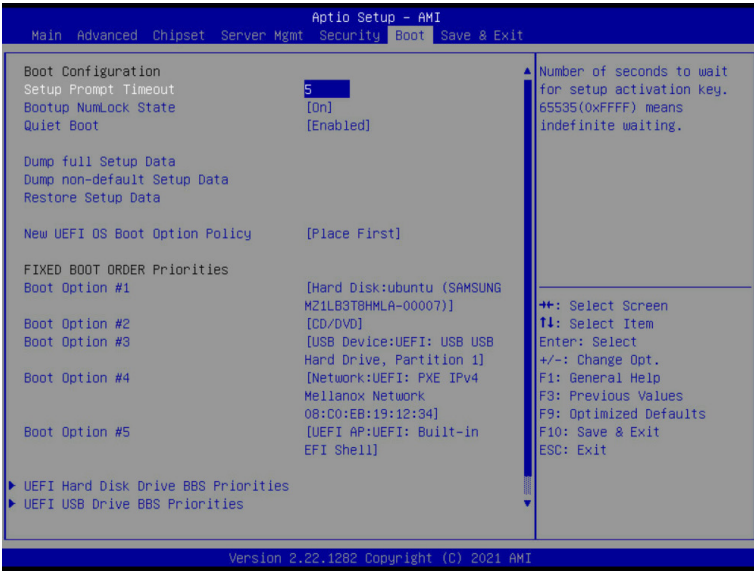 Aptio Setup – AMI
Main Advanced Chipset Server Mgmt Security Boot Save & Exit
Boot Configuration
Setup Prompt Timeout 5
Bootup NumLock State [On]
Quiet Boot [Enabled]
Dump full Setup Data
Dump non-default Setup Data
Restore Setup Data
New UEFI OS Boot Option Policy [Place First]
FIXED BOOT ORDER Priorities
Boot Option #1 [Hard Disk:ubuntu (SAMSUNG
MZ1LB3T8HMLA-00007)]
Boot Option #2 [CD/DVD]
Boot Option #3 [USB Device:UEFI: USB USB
Hard Drive, Partition 1]
Boot Option #4 [Network:UEFI: PXE IPv4
Mellanox Network
08:C0:EB:19:12:34]
Boot Option #5 [UEFI AP:UEFI: Built-in
EFI Shell]
UEFI Hard Disk Drive BBS Priorities
UEFI USB Drive BBS Priorities
Number of seconds to wait
for setup activation key.
65535(0xFFFF) means
indefinite waiting.
→←: Select Screen
↑↓: Select Item
Enter: Select
+/-: Change Opt.
F1: General Help
F3: Previous Values
F9: Optimized Defaults
F10: Save & Exit
ESC: Exit
Version 2.22.1282 Copyright (C) 2021 AMI